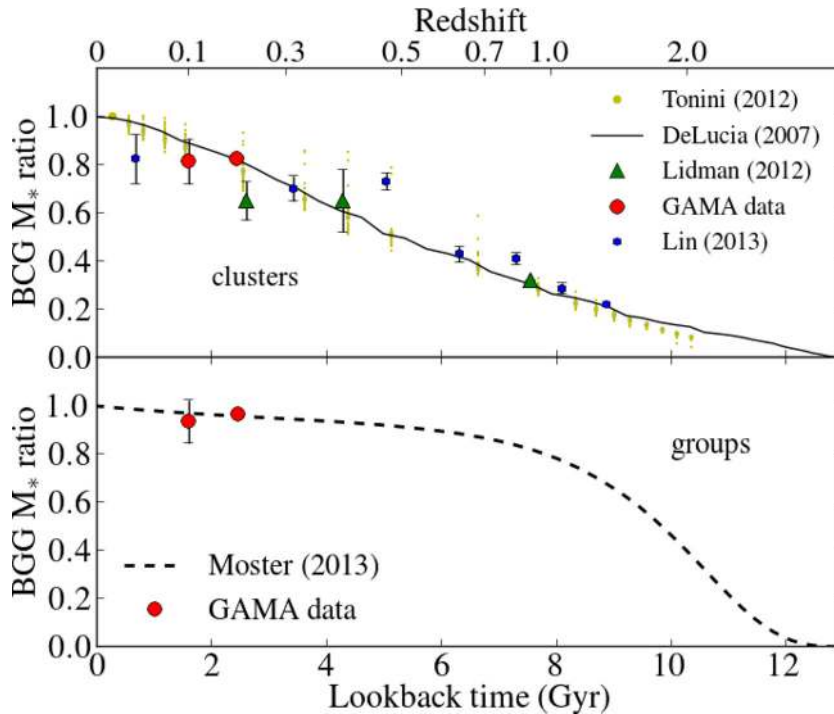 Redshift
0 0.1 0.3 0.5 0.7 1.0 2.0
BCG M* ratio
1.0
0.8
0.6
0.4
0.2
0.0
Tonini (2012)
DeLucia (2007)
Lidman (2012)
GAMA data
Lin (2013)
clusters
BGG M* ratio
1.0
0.8
0.6
0.4
0.2
0.0
groups
Moster (2013)
GAMA data
0 2 4 6 8 10 12
Lookback time (Gyr)